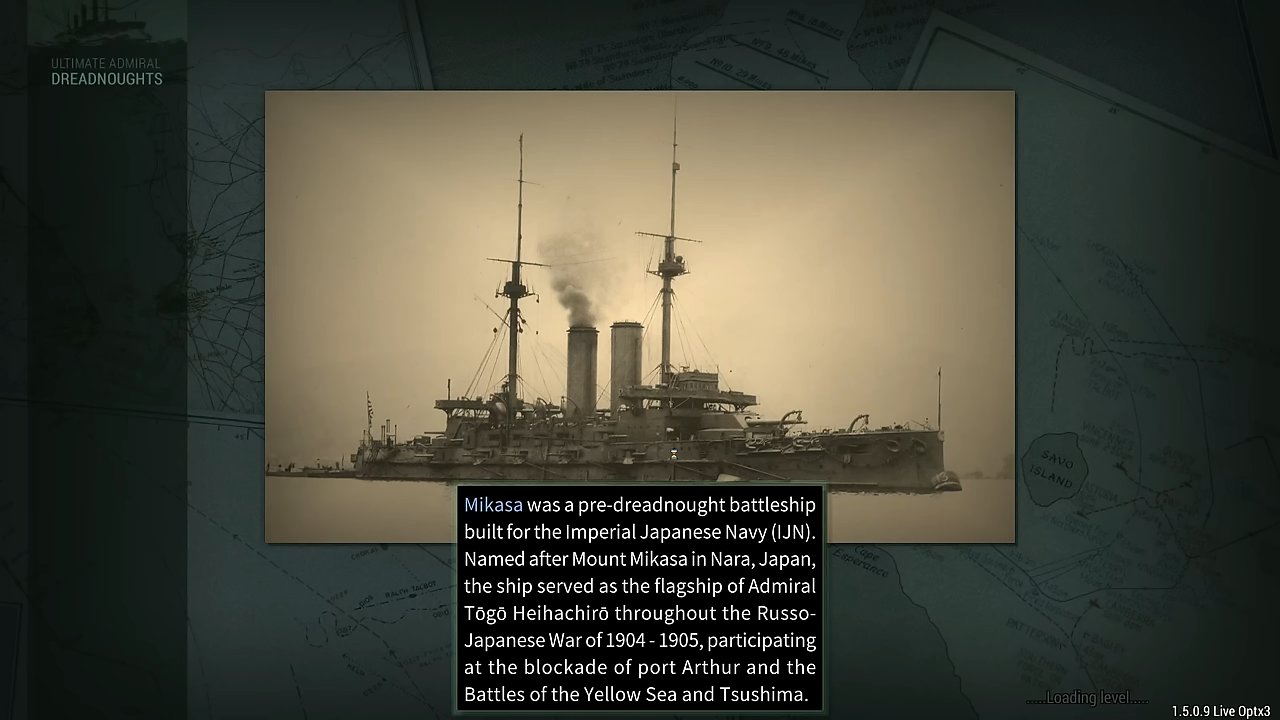 ULTIMATE ADMIRAL
DREADNOUGHTS
SAVO
ISLAND
Cape
Esperance
Mikasa was a pre-dreadnought battleship
built for the Imperial Japanese Navy (IJN).
Named after Mount Mikasa in Nara, Japan,
the ship served as the flagship of Admiral
Tōgō Heihachirō throughout the Russo-
Japanese War of 1904 - 1905, participating
at the blockade of port Arthur and the
Battles of the Yellow Sea and Tsushima.
.....Loading level.....
1.5.0.9 Live Optx3